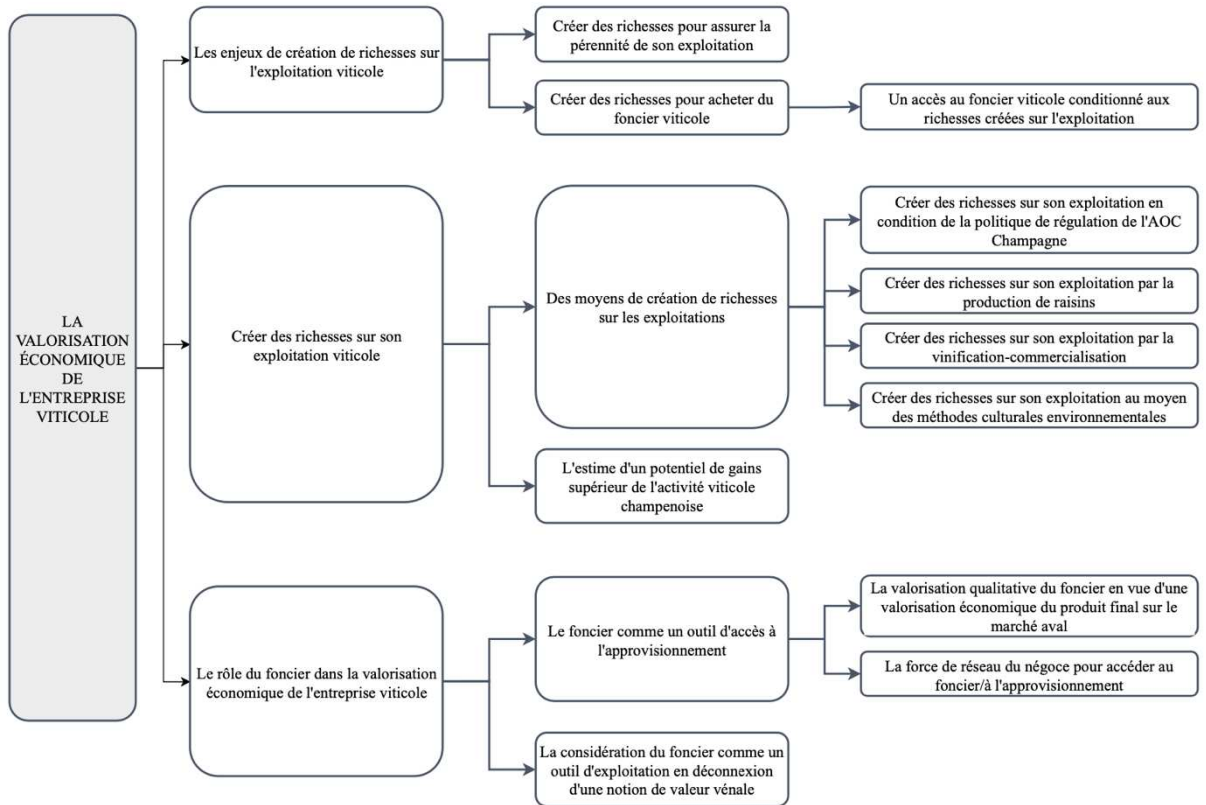 LA
VALORISATION
ÉCONOMIQUE
DE
L'ENTREPRISE
VITICOLE
Les enjeux de création de richesses sur
l'exploitation viticole
Créer des richesses pour assurer la
pérennité de son exploitation
Créer des richesses pour acheter du
foncier viticole
Un accès au foncier viticole conditionné aux
richesses créées sur l'exploitation
Créer des richesses sur son
exploitation viticole
Des moyens de création de richesses
sur les exploitations
Créer des richesses sur son exploitation en
condition de la politique de régulation de l'AOC
Champagne
Créer des richesses sur son exploitation par la
production de raisins
Créer des richesses sur son exploitation par la
vinification-commercialisation
Créer des richesses sur son exploitation au moyen
des méthodes culturales environnementales
L'estime d'un potentiel de gains
supérieur de l'activité viticole
champenoise
Le rôle du foncier dans la valorisation
économique de l'entreprise viticole
Le foncier comme un outil d'accès à
l'approvisionnement
La valorisation qualitative du foncier en vue d'une
valorisation économique du produit final sur le
marché aval
La force de réseau du négoce pour accéder au
foncier/à l'approvisionnement
La considération du foncier comme un
outil d'exploitation en déconnexion
d'une notion de valeur vénale